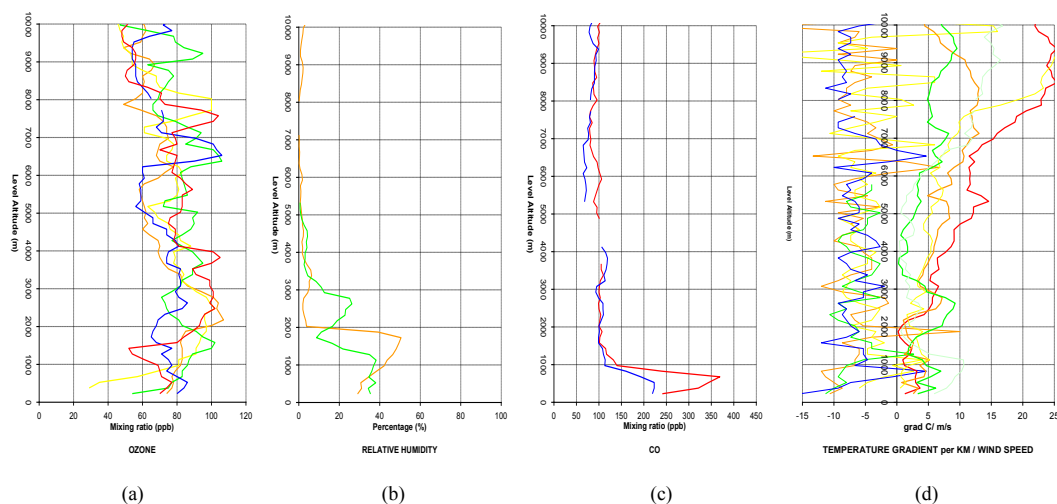 10000
9000
8000
7000
6000
5000
4000
3000
2000
1000
0
Level Altitude (m)
0 20 40 60 80 100 120
Mixing ratio (ppb)
OZONE
(a)
10000
9000
8000
7000
6000
5000
4000
3000
2000
1000
0
Level Altitude (m)
0 20 40 60 80 100
Percentage (%)
RELATIVE HUMIDITY
(b)
10000
9000
8000
7000
6000
5000
4000
3000
2000
1000
0
Level Altitude (m)
0 50 100 150 200 250 300 350 400 450
Mixing ratio (ppb)
CO
(c)
10000
9000
8000
7000
6000
5000
4000
3000
2000
1000
0
Level Altitude (m)
-15 -10 -5 0 5 10 15 20 25
grad C/ m/s
TEMPERATURE GRADIENT per KM / WIND SPEED
(d)